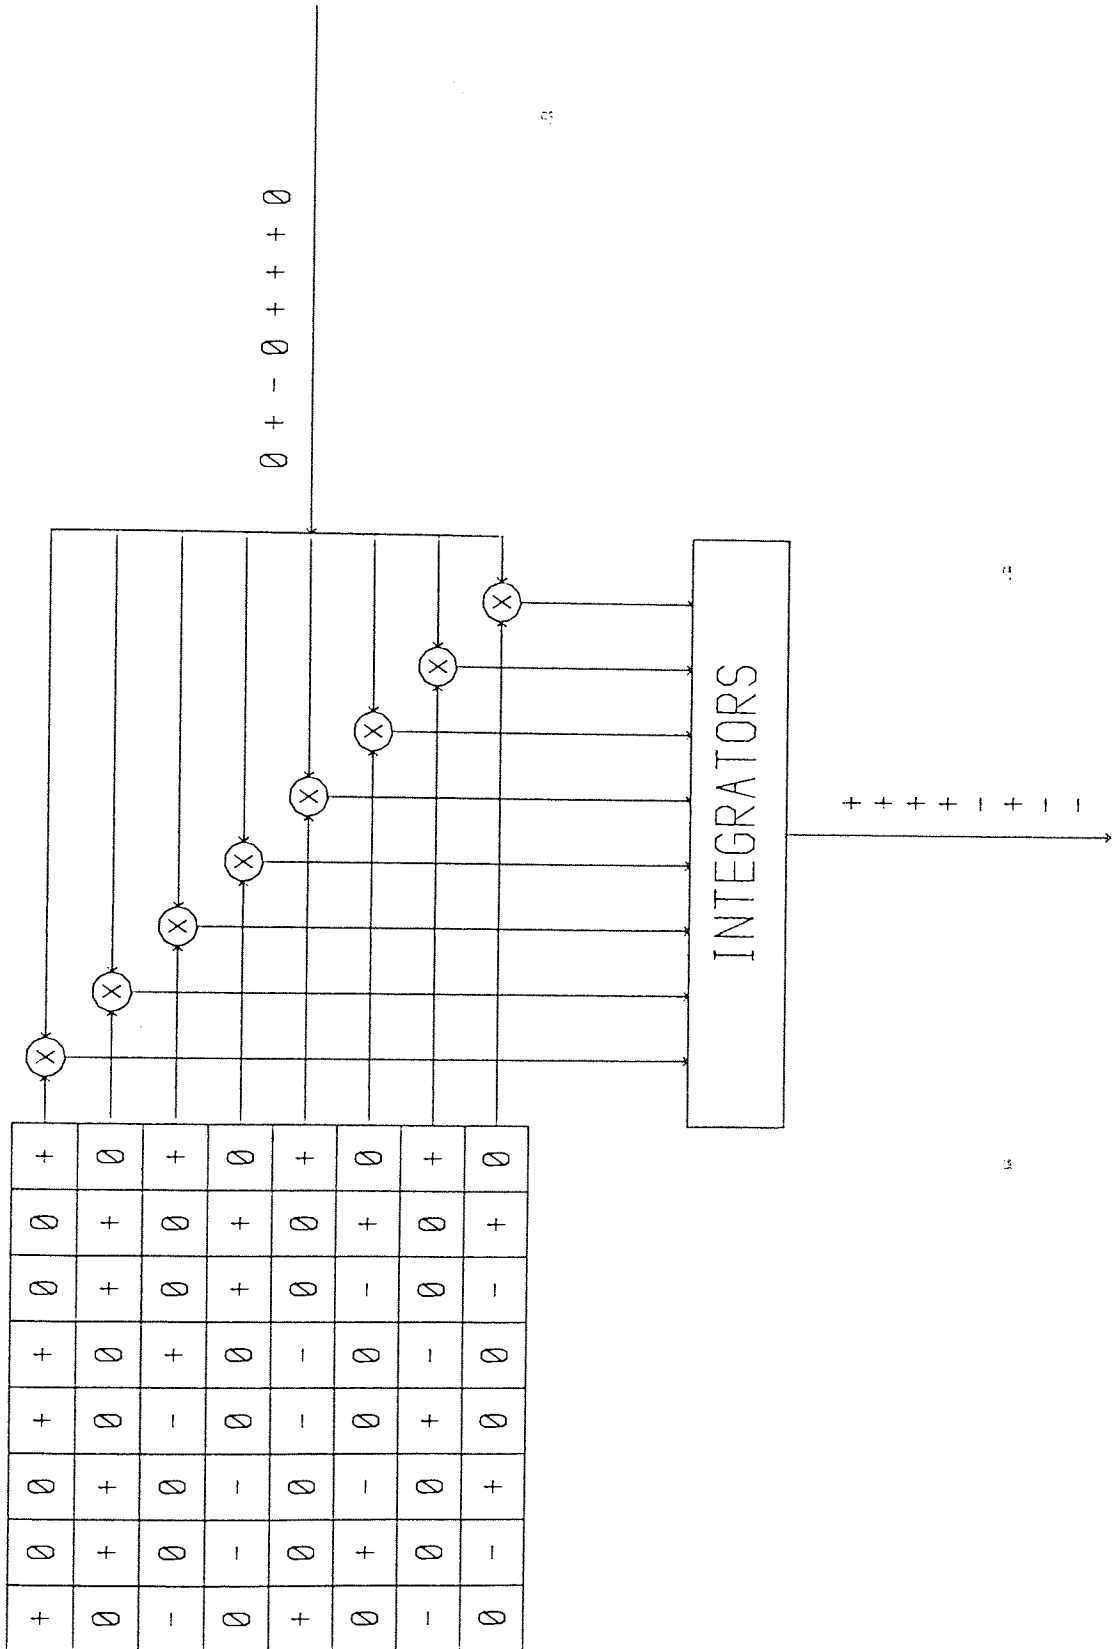 + 0 0 + + 0 0 + X
0 + + 0 0 + + 0 X
- 0 0 - + 0 0 + X
0 - - 0 0 + + 0 X
0 + - 0 + + + 0
+ 0 0 - - 0 0 + X
0 + - 0 0 - + 0 X
- 0 0 + - 0 0 + X
0 - + 0 0 - + 0 X
INTEGRATORS
+
+
+
+
-
+
-
-